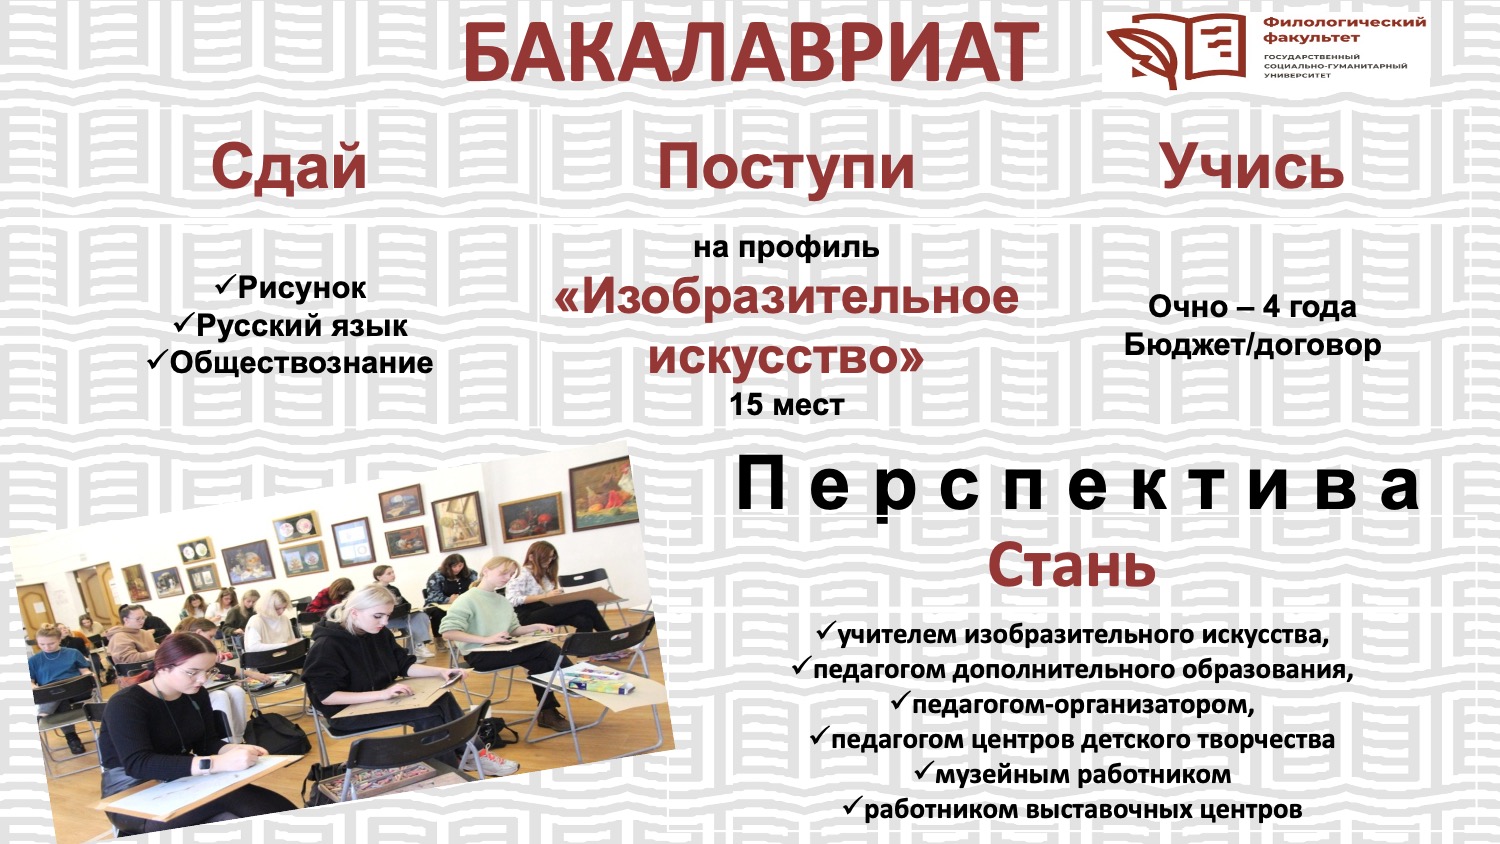 БАКАЛАВРИАТ
Филологический
факультет
ГОСУДАРСТВЕННЫЙ
СОЦИАЛЬНО-ГУМАНИТАРНЫЙ
УНИВЕРСИТЕТ
Сдай
✓Рисунок
✓Русский язык
✓Обществознание
Поступи
на профиль
«Изобразительное
искусство»
15 мест
Учись
Очно – 4 года
Бюджет/договор
П е р с п е к т и в а
Стань
✓учителем изобразительного искусства,
✓педагогом дополнительного образования,
✓педагогом-организатором,
✓педагогом центров детского творчества
✓музейным работником
✓работником выставочных центров